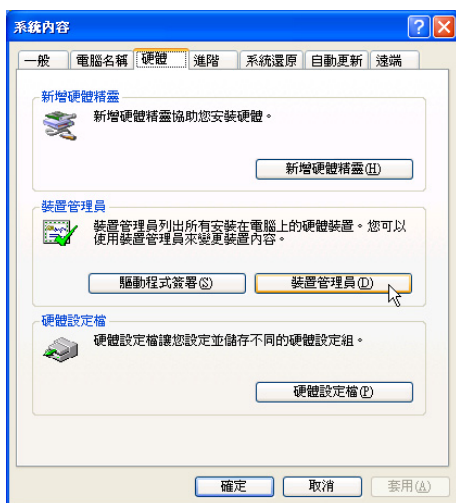 系統內容
一般 電腦名稱 硬體 進階 系統還原 自動更新 遠端
新增硬體精靈
新增硬體精靈協助您安裝硬體。
新增硬體精靈(H)
裝置管理員
裝置管理員列出所有安裝在電腦上的硬體裝置。您可以
使用裝置管理員來變更裝置內容。
驅動程式簽署(S) 裝置管理員(D)
硬體設定檔
硬體設定檔讓您設定並儲存不同的硬體設定組。
硬體設定檔(P)
確定 取消 套用(A)